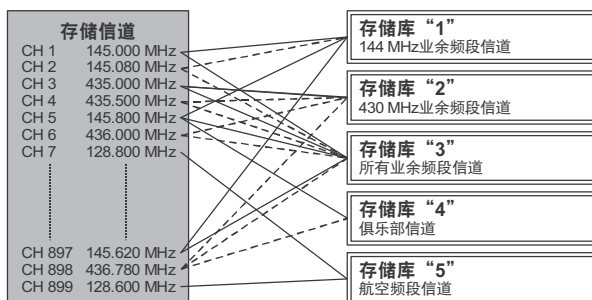 存储信道
CH 1 145.000 MHz
CH 2 145.080 MHz
CH 3 435.000 MHz
CH 4 435.500 MHz
CH 5 145.800 MHz
CH 6 436.000 MHz
CH 7 128.800 MHz
CH 897 145.620 MHz
CH 898 436.780 MHz
CH 899 128.600 MHz
存储库“1”
144 MHz业余频段信道
存储库“2”
430 MHz业余频段信道
存储库“3”
所有业余频段信道
存储库“4”
俱乐部信道
存储库“5”
航空频段信道